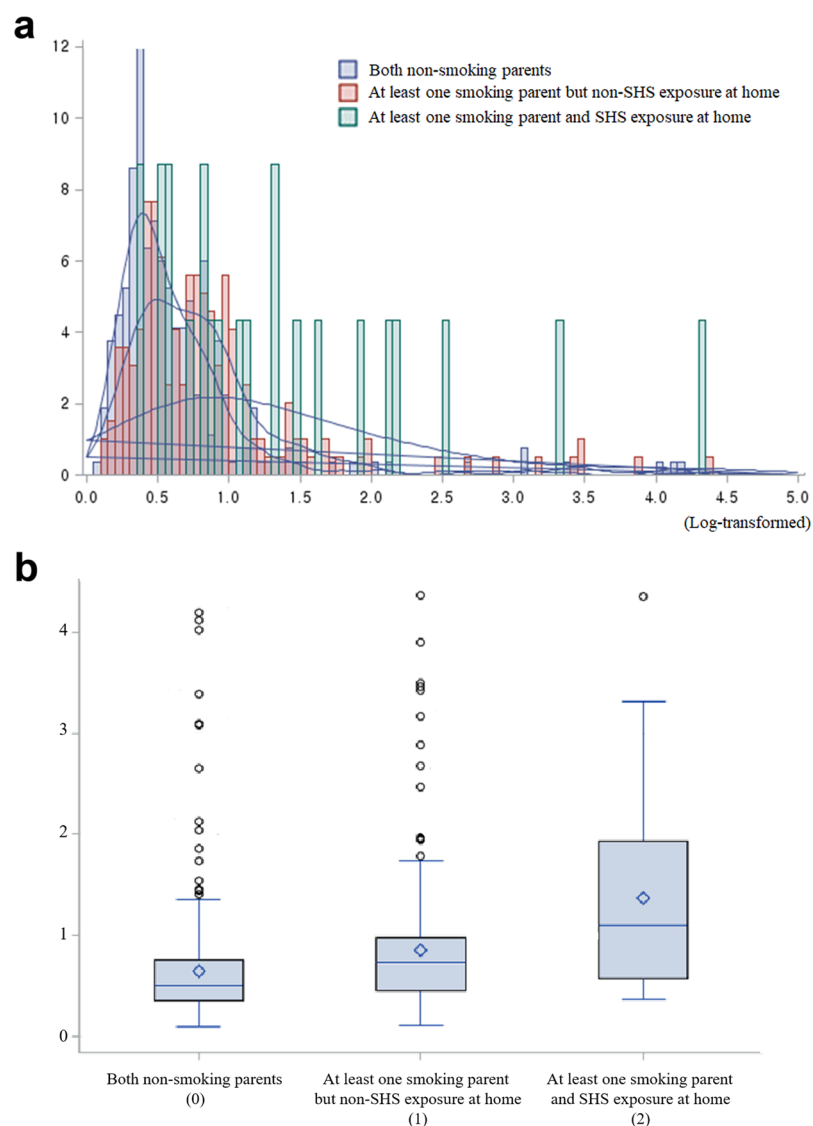 a
12
10
8
6
4
2
0
Both non-smoking parents
At least one smoking parent but non-SHS exposure at home
At least one smoking parent and SHS exposure at home
0.0 0.5 1.0 1.5 2.0 2.5 3.0 3.5 4.0 4.5 5.0
(Log-transformed)
b
4
3
2
1
0
Both non-smoking parents
(0)
At least one smoking parent
but non-SHS exposure at home
(1)
At least one smoking parent
and SHS exposure at home
(2)